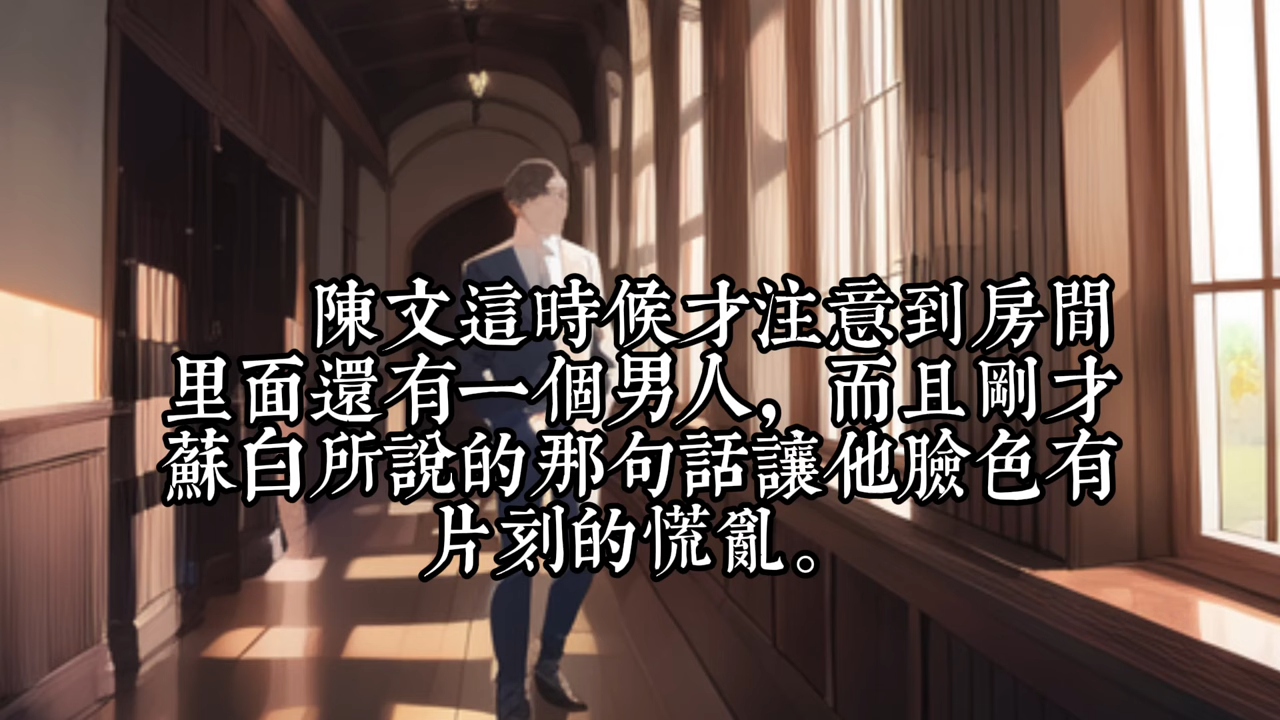 陳文這時候才注意到房間
里面還有一個男人，而且剛才
蘇白所說的那句話讓他臉色有
片刻的慌亂。